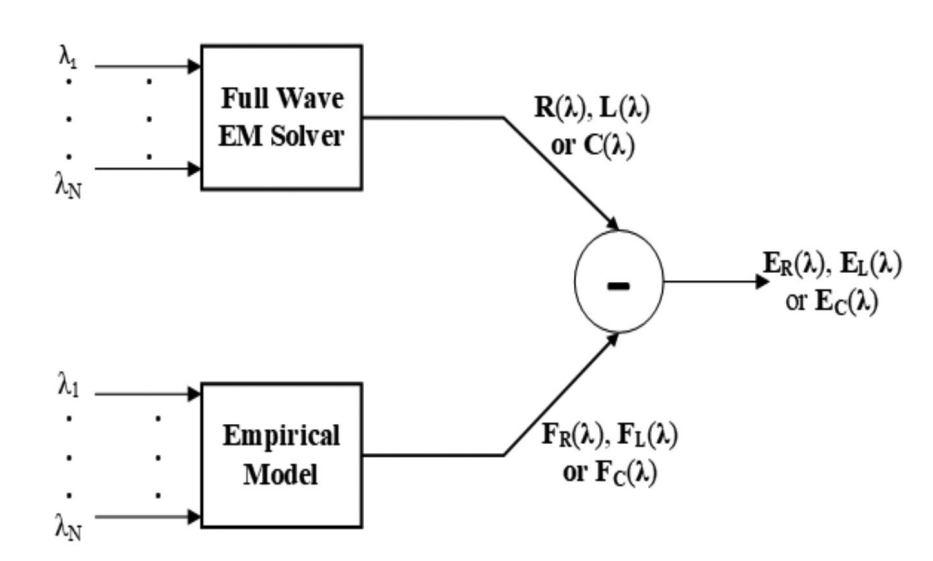 λ₁
Full Wave
EM Solver
λN
R(λ), L(λ)
or C(λ)
-
ER(λ), EL(λ)
or EC(λ)
λ1
Empirical
Model
λN
FR(λ), FL(λ)
or FC(λ)